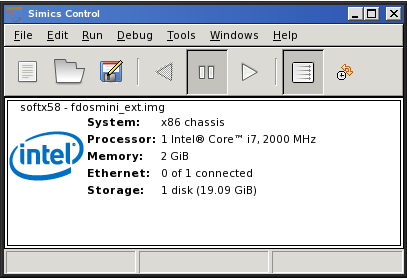 Simics Control
File Edit Run Debug Tools Windows Help
softx58 - fdosmini_ext.img
System: x86 chassis
Processor: 1 Intel® Core™ i7, 2000 MHz
Memory: 2 GiB
Ethernet: 0 of 1 connected
Storage: 1 disk (19.09 GiB)
intel®